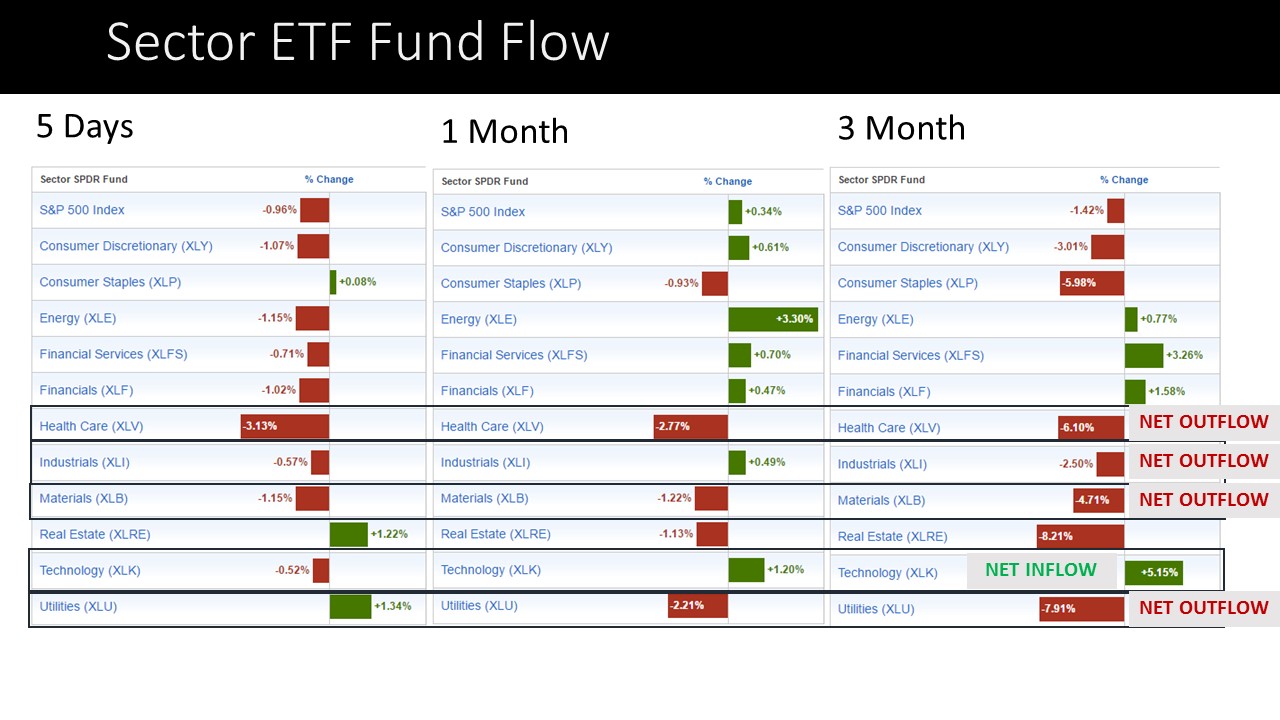 Sector ETF Fund Flow
5 Days
Sector SPDR Fund % Change
S&P 500 Index -0.96%
Consumer Discretionary (XLY) -1.07%
Consumer Staples (XLP) +0.08%
Energy (XLE) -1.15%
Financial Services (XLFS) -0.71%
Financials (XLF) -1.02%
Health Care (XLV) -3.13%
Industrials (XLI) -0.57%
Materials (XLB) -1.15%
Real Estate (XLRE) +1.22%
Technology (XLK) -0.52%
Utilities (XLU) +1.34%
1 Month
Sector SPDR Fund % Change
S&P 500 Index +0.34%
Consumer Discretionary (XLY) +0.61%
Consumer Staples (XLP) -0.93%
Energy (XLE) +3.30%
Financial Services (XLFS) +0.70%
Financials (XLF) +0.47%
Health Care (XLV) -2.77%
Industrials (XLI) +0.49%
Materials (XLB) -1.22%
Real Estate (XLRE) -1.13%
Technology (XLK) +1.20%
Utilities (XLU) -2.21%
3 Month
Sector SPDR Fund % Change
S&P 500 Index -1.42%
Consumer Discretionary (XLY) -3.01%
Consumer Staples (XLP) -5.98%
Energy (XLE) +0.77%
Financial Services (XLFS) +3.26%
Financials (XLF) +1.58%
Health Care (XLV) -6.10% NET OUTFLOW
Industrials (XLI) -2.50% NET OUTFLOW
Materials (XLB) -4.71% NET OUTFLOW
Real Estate (XLRE) -8.21%
Technology (XLK) NET INFLOW +5.15%
Utilities (XLU) -7.91% NET OUTFLOW